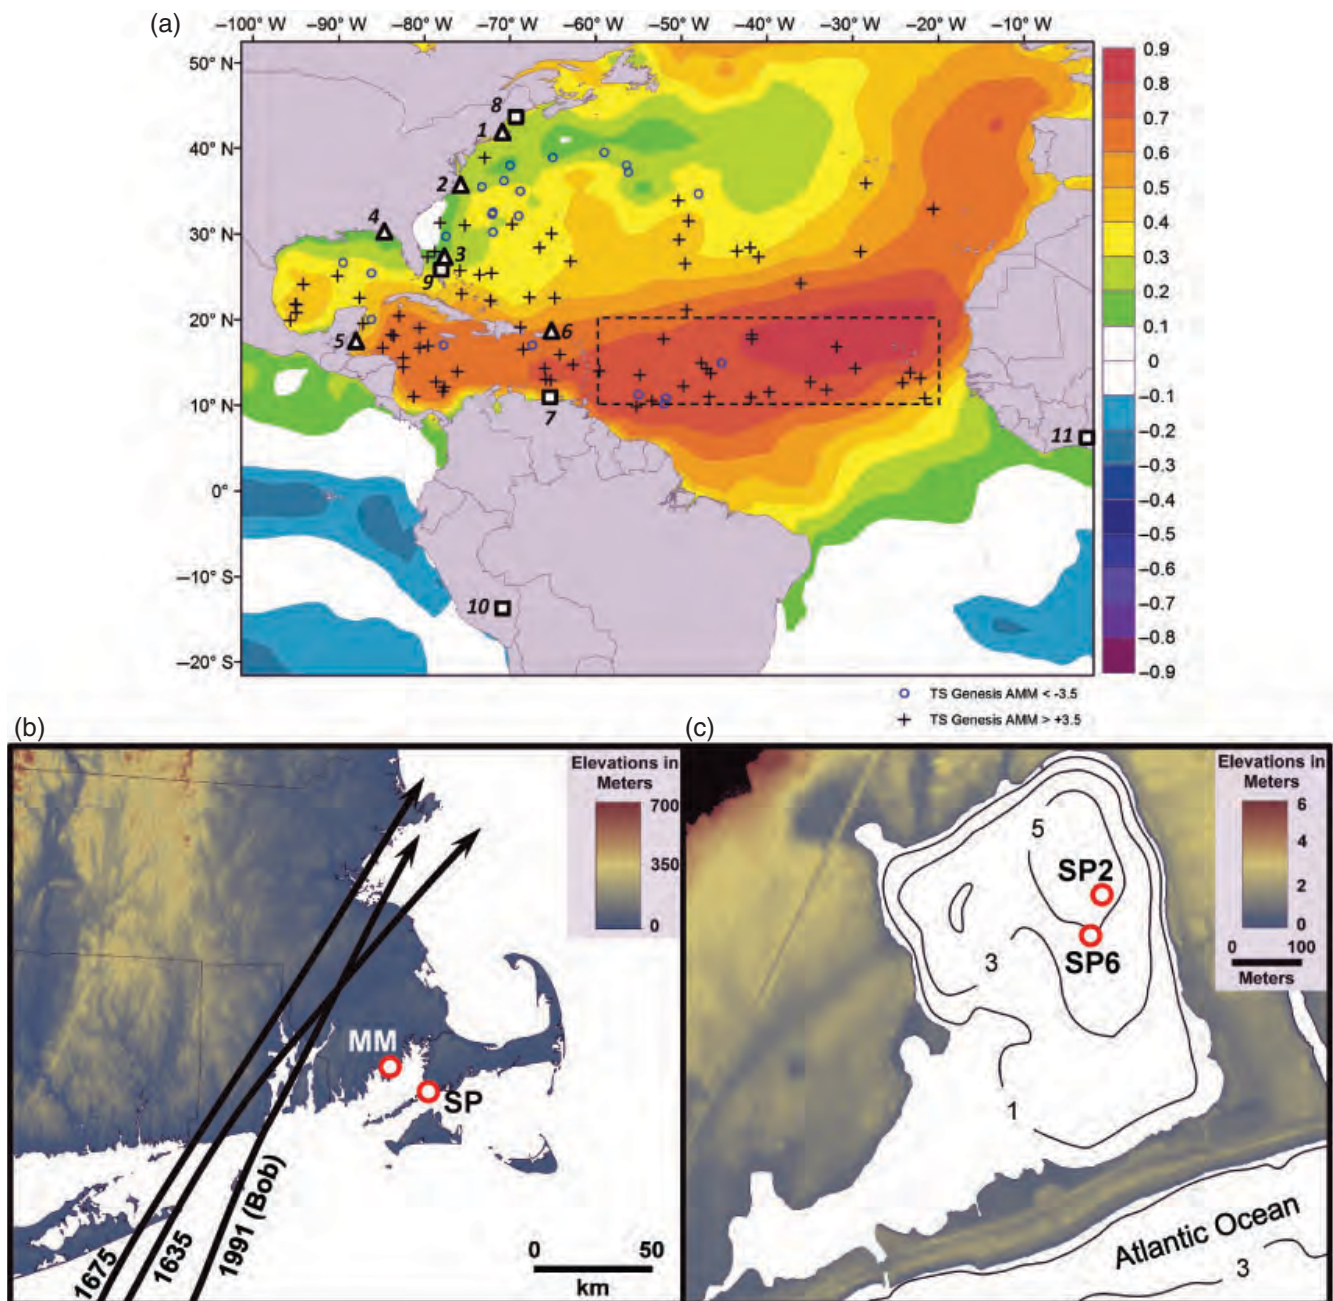 (a)
−100° W −90° W −80° W −70° W −60° W −50° W −40° W −30° W −20° W −10° W
50° N
40° N
30° N
20° N
10° N
0°
−10° S
−20° S
8
1
2
4
3
9
5
6
7
11
10
0.9
0.8
0.7
0.6
0.5
0.4
0.3
0.2
0.1
0
−0.1
−0.2
−0.3
−0.4
−0.5
−0.6
−0.7
−0.8
−0.9
TS Genesis AMM < -3.5
TS Genesis AMM > +3.5
(b)
Elevations in
Meters
700
350
0
MM
SP
1675
1635
1991 (Bob)
0 50
km
(c)
Elevations in
Meters
6
4
2
0
0 100
Meters
5
SP2
SP6
3
1
Atlantic Ocean
3